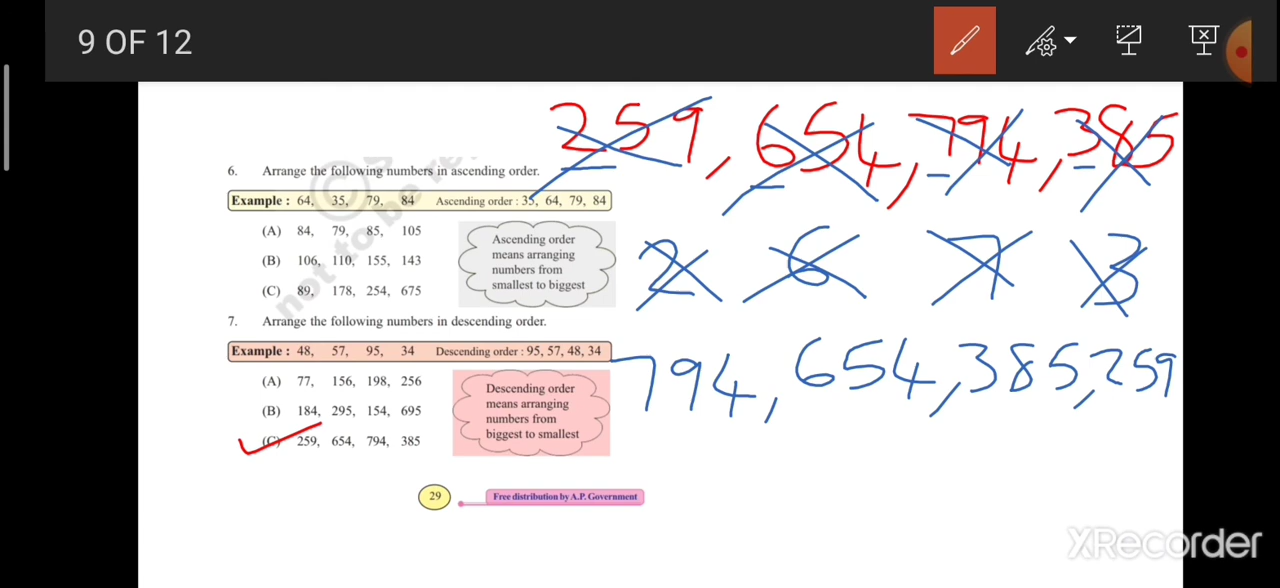 9 OF 12
259, 654, 794, 385
6. Arrange the following numbers in ascending order.
Example : 64, 35, 79, 84 Ascending order : 35, 64, 79, 84
(A) 84, 79, 85, 105
(B) 106, 110, 155, 143
(C) 89, 178, 254, 675
Ascending order
means arranging
numbers from
smallest to biggest
2 6 7 3
7. Arrange the following numbers in descending order.
Example : 48, 57, 95, 34 Descending order : 95, 57, 48, 34
(A) 77, 156, 198, 256
(B) 184, 295, 154, 695
(C) 259, 654, 794, 385
Descending order
means arranging
numbers from
biggest to smallest
794, 654, 385, 259
29
Free distribution by A.P. Government
not to be re
XRecorder